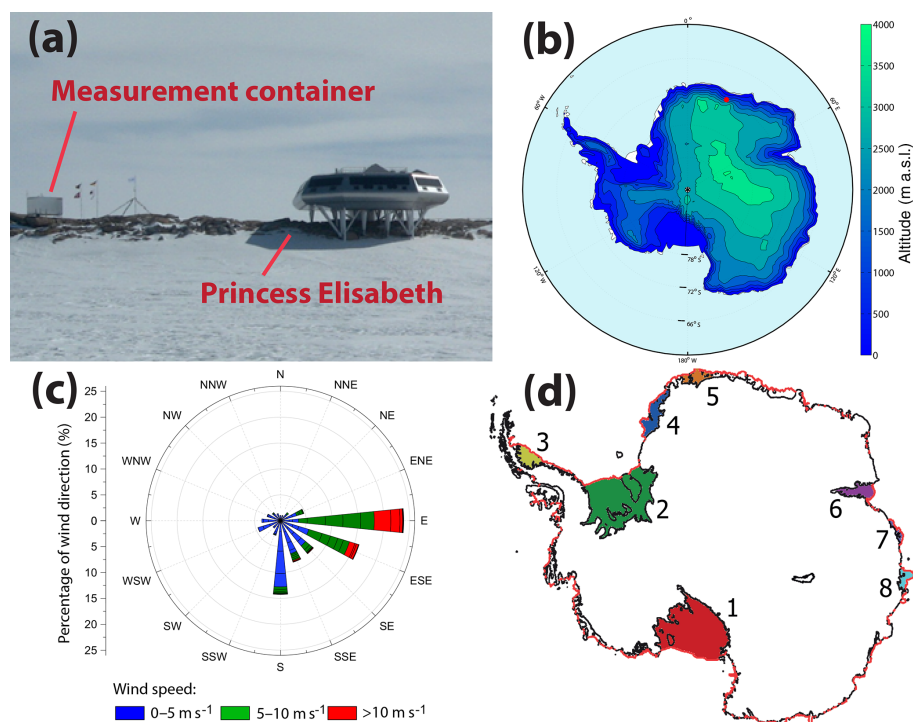 (a)
Measurement container
Princess Elisabeth
(b)
0°
60° W
60° E
120° W
120° E
180° W
78° S
72° S
66° S
4000
3500
3000
2500
2000
1500
1000
500
0
Altitude (m a.s.l.)
(c)
Percentage of wind direction (%)
25
20
15
10
5
0
5
10
15
20
25
N
NNE
NE
ENE
E
ESE
SE
SSE
S
SSW
SW
WSW
W
WNW
NW
NNW
Wind speed:
0–5 m s⁻¹
5–10 m s⁻¹
>10 m s⁻¹
(d)
1
2
3
4
5
6
7
8